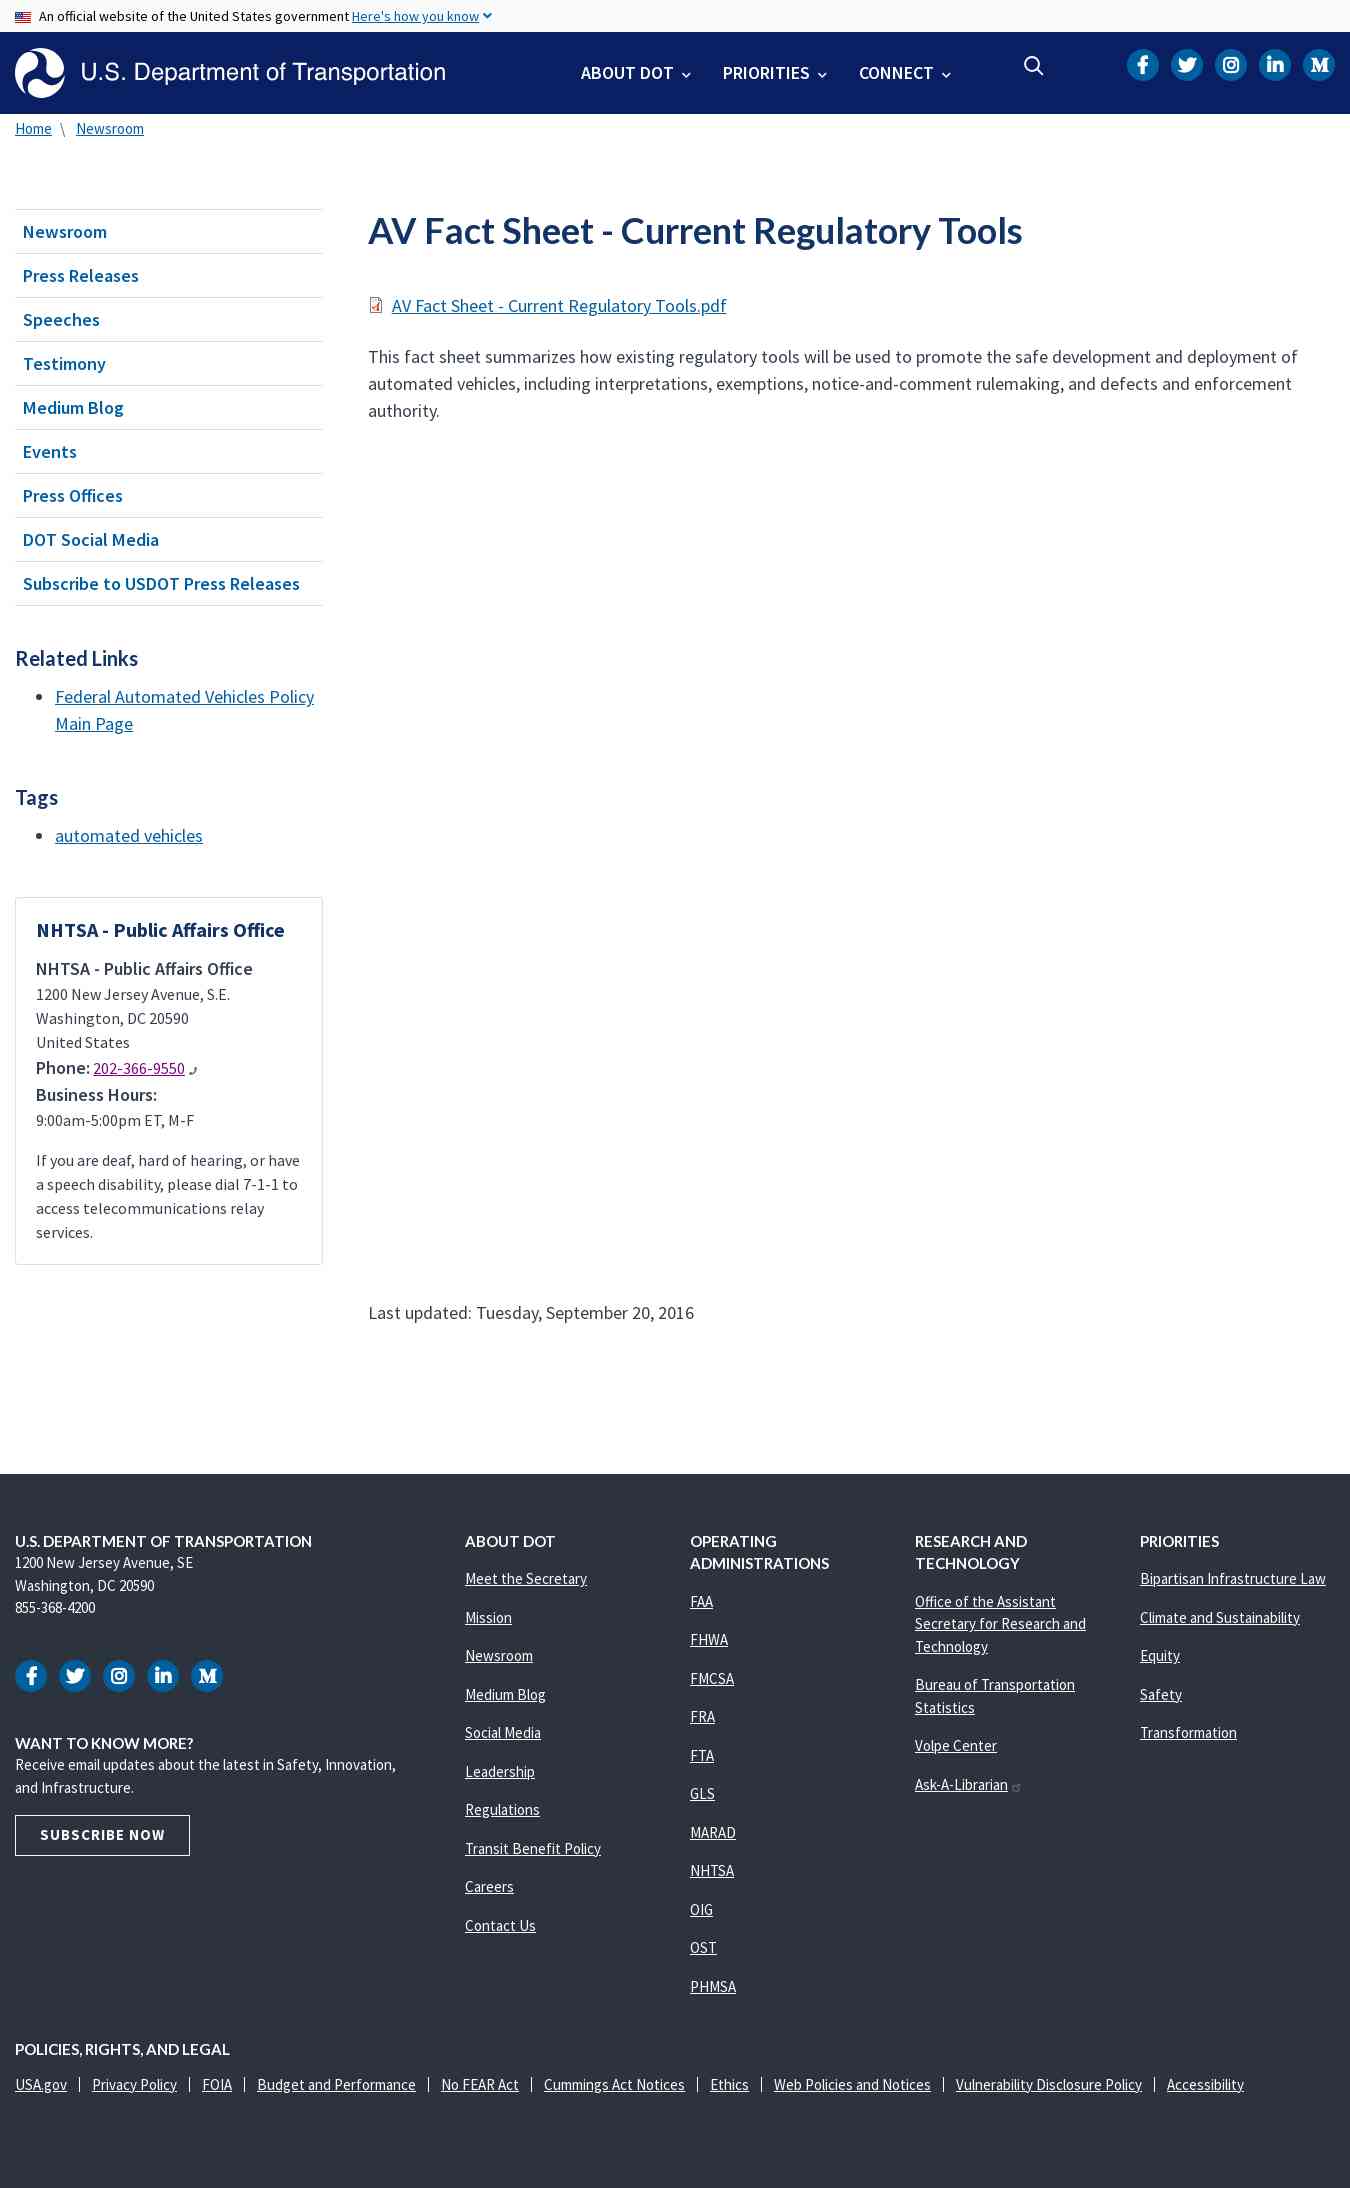 An official website of the United States government Here's how you know
U.S. Department of Transportation
ABOUT DOT
PRIORITIES
CONNECT
Home \ Newsroom
Newsroom
Press Releases
Speeches
Testimony
Medium Blog
Events
Press Offices
DOT Social Media
Subscribe to USDOT Press Releases
Related Links
Federal Automated Vehicles Policy
Main Page
Tags
automated vehicles
NHTSA - Public Affairs Office
NHTSA - Public Affairs Office
1200 New Jersey Avenue, S.E.
Washington, DC 20590
United States
Phone: 202-366-9550
Business Hours:
9:00am-5:00pm ET, M-F
If you are deaf, hard of hearing, or have
a speech disability, please dial 7-1-1 to
access telecommunications relay
services.
AV Fact Sheet - Current Regulatory Tools
AV Fact Sheet - Current Regulatory Tools.pdf
This fact sheet summarizes how existing regulatory tools will be used to promote the safe development and deployment of
automated vehicles, including interpretations, exemptions, notice-and-comment rulemaking, and defects and enforcement
authority.
Last updated: Tuesday, September 20, 2016
U.S. DEPARTMENT OF TRANSPORTATION
1200 New Jersey Avenue, SE
Washington, DC 20590
855-368-4200
WANT TO KNOW MORE?
Receive email updates about the latest in Safety, Innovation,
and Infrastructure.
SUBSCRIBE NOW
ABOUT DOT
Meet the Secretary
Mission
Newsroom
Medium Blog
Social Media
Leadership
Regulations
Transit Benefit Policy
Careers
Contact Us
OPERATING
ADMINISTRATIONS
FAA
FHWA
FMCSA
FRA
FTA
GLS
MARAD
NHTSA
OIG
OST
PHMSA
RESEARCH AND
TECHNOLOGY
Office of the Assistant
Secretary for Research and
Technology
Bureau of Transportation
Statistics
Volpe Center
Ask-A-Librarian
PRIORITIES
Bipartisan Infrastructure Law
Climate and Sustainability
Equity
Safety
Transformation
POLICIES, RIGHTS, AND LEGAL
USA.gov | Privacy Policy | FOIA | Budget and Performance | No FEAR Act | Cummings Act Notices | Ethics | Web Policies and Notices | Vulnerability Disclosure Policy | Accessibility